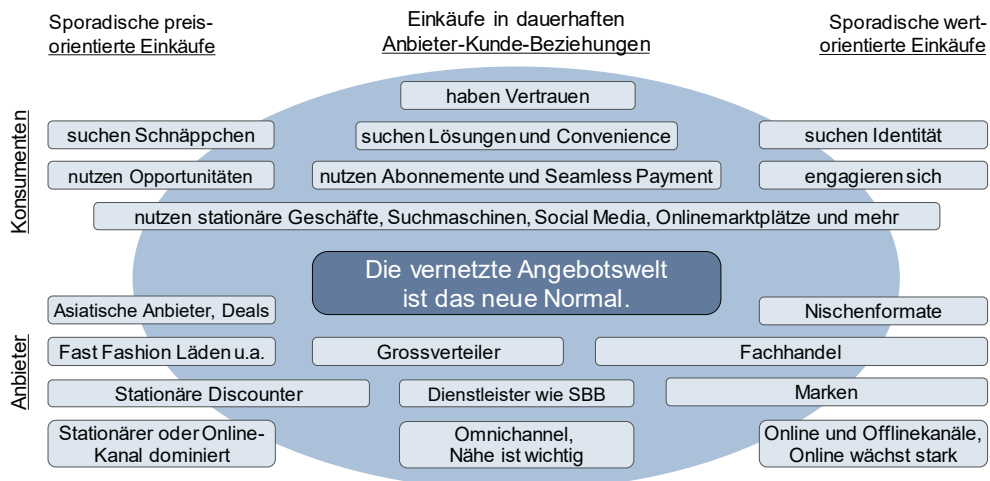 Sporadische preis-
orientierte Einkäufe
Einkäufe in dauerhaften
Anbieter-Kunde-Beziehungen
Sporadische wert-
orientierte Einkäufe
Konsumenten
haben Vertrauen
suchen Schnäppchen
suchen Lösungen und Convenience
suchen Identität
nutzen Opportunitäten
nutzen Abonnemente und Seamless Payment
engagieren sich
nutzen stationäre Geschäfte, Suchmaschinen, Social Media, Onlinemarktplätze und mehr
Die vernetzte Angebotswelt
ist das neue Normal.
Anbieter
Asiatische Anbieter, Deals
Nischenformate
Fast Fashion Läden u.a.
Grossverteiler
Fachhandel
Stationäre Discounter
Dienstleister wie SBB
Marken
Stationärer oder Online-
Kanal dominiert
Omnichannel,
Nähe ist wichtig
Online und Offlinekanäle,
Online wächst stark